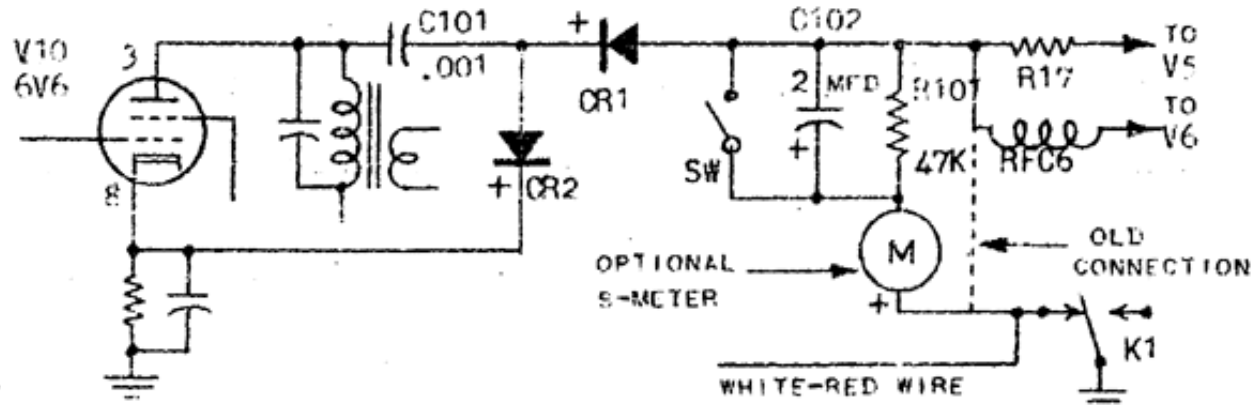 V10
6V6
3
8
C101
.001
+
CR1
+ CR2
C102
2 MFD
+
SW
R101
47K
R17
TO
V5
TO
V6
RFC6
M
+
OPTIONAL
S-METER
OLD
CONNECTION
K1
WHITE-RED WIRE